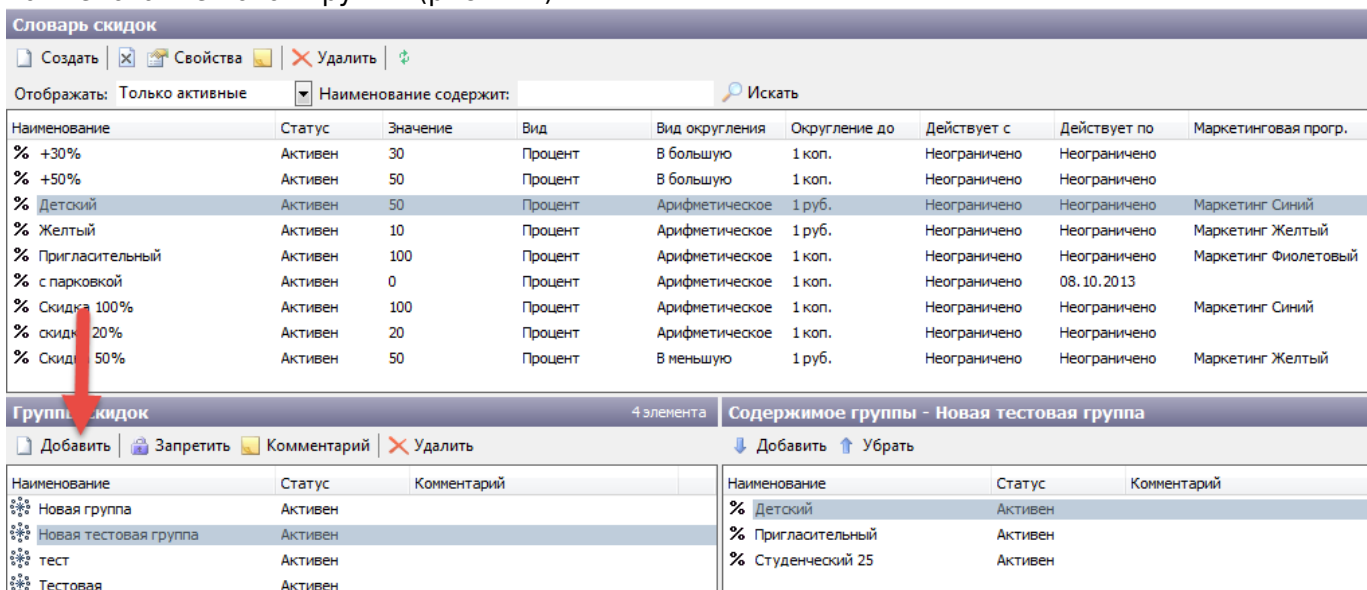 Словарь скидок
Создать Свойства Удалить
Отображать: Только активные Наименование содержит: Искать
Наименование Статус Значение Вид Вид округления Округление до Действует с Действует по Маркетинговая прогр.
% +30% Активен 30 Процент В большую 1 коп. Неограничено Неограничено
% +50% Активен 50 Процент В большую 1 коп. Неограничено Неограничено
% Детский Активен 50 Процент Арифметическое 1 руб. Неограничено Неограничено Маркетинг Синий
% Желтый Активен 10 Процент Арифметическое 1 руб. Неограничено Неограничено Маркетинг Желтый
% Пригласительный Активен 100 Процент Арифметическое 1 коп. Неограничено Неограничено Маркетинг Фиолетовый
% с парковкой Активен 0 Процент Арифметическое 1 коп. Неограничено 08.10.2013
% Скидка 100% Активен 100 Процент Арифметическое 1 коп. Неограничено Неограничено Маркетинг Синий
% скидка 20% Активен 20 Процент Арифметическое 1 коп. Неограничено Неограничено
% Скидка 50% Активен 50 Процент В меньшую 1 руб. Неограничено Неограничено Маркетинг Желтый
Группы скидок 4 элемента
Добавить Запретить Комментарий Удалить
Наименование Статус Комментарий
Новая группа Активен
Новая тестовая группа Активен
тест Активен
Тестовая Активен
Содержимое группы - Новая тестовая группа
Добавить Убрать
Наименование Статус Комментарий
% Детский Активен
% Пригласительный Активен
% Студенческий 25 Активен